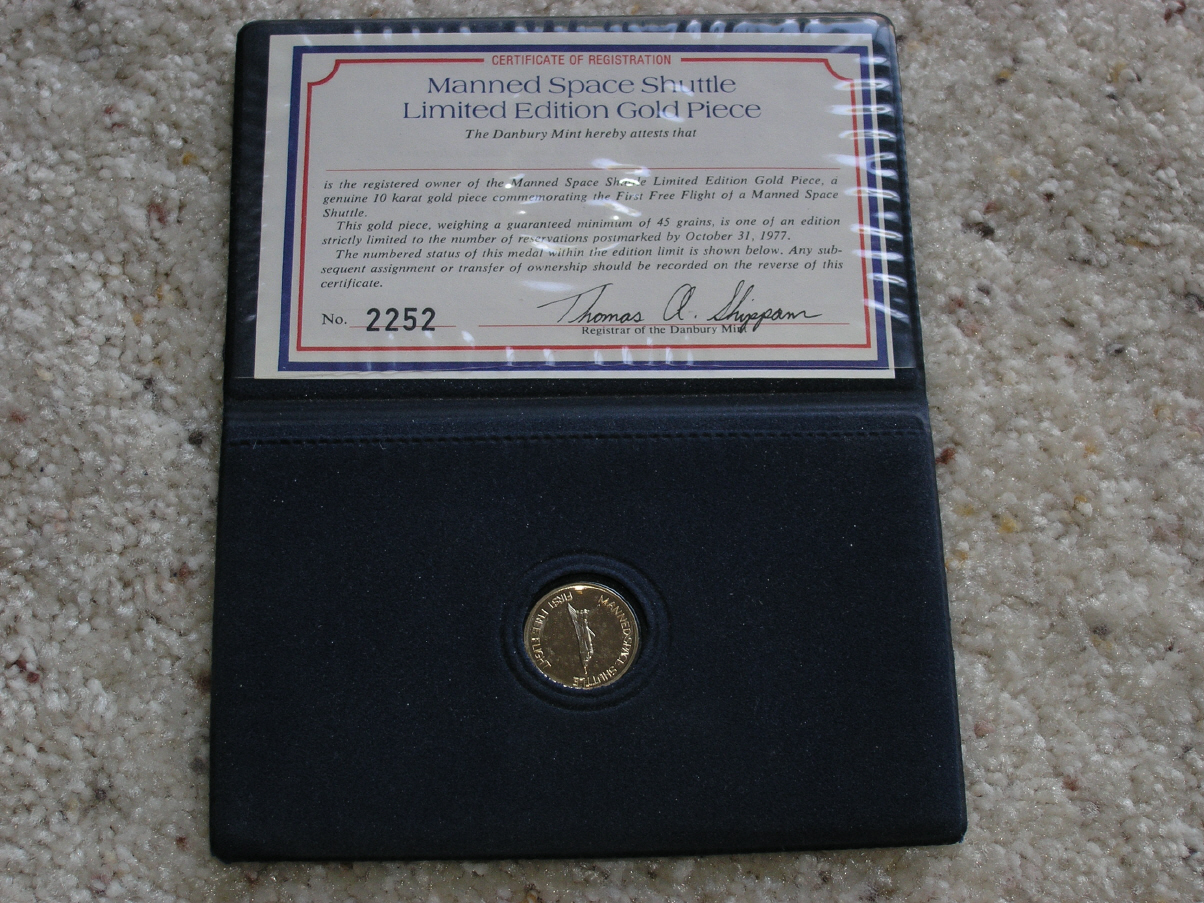 CERTIFICATE OF REGISTRATION
Manned Space Shuttle
Limited Edition Gold Piece
The Danbury Mint hereby attests that
is the registered owner of the Manned Space Shuttle Limited Edition Gold Piece, a
genuine 10 karat gold piece commemorating the First Free Flight of a Manned Space
Shuttle.
This gold piece, weighing a guaranteed minimum of 45 grains, is one of an edition
strictly limited to the number of reservations postmarked by October 31, 1977.
The numbered status of this medal within the edition limit is shown below. Any sub-
sequent assignment or transfer of ownership should be recorded on the reverse of this
certificate.
No. 2252
Thomas A. Shippam
Registrar of the Danbury Mint
MANNED SPACE SHUTTLE
FIRST FREE FLIGHT